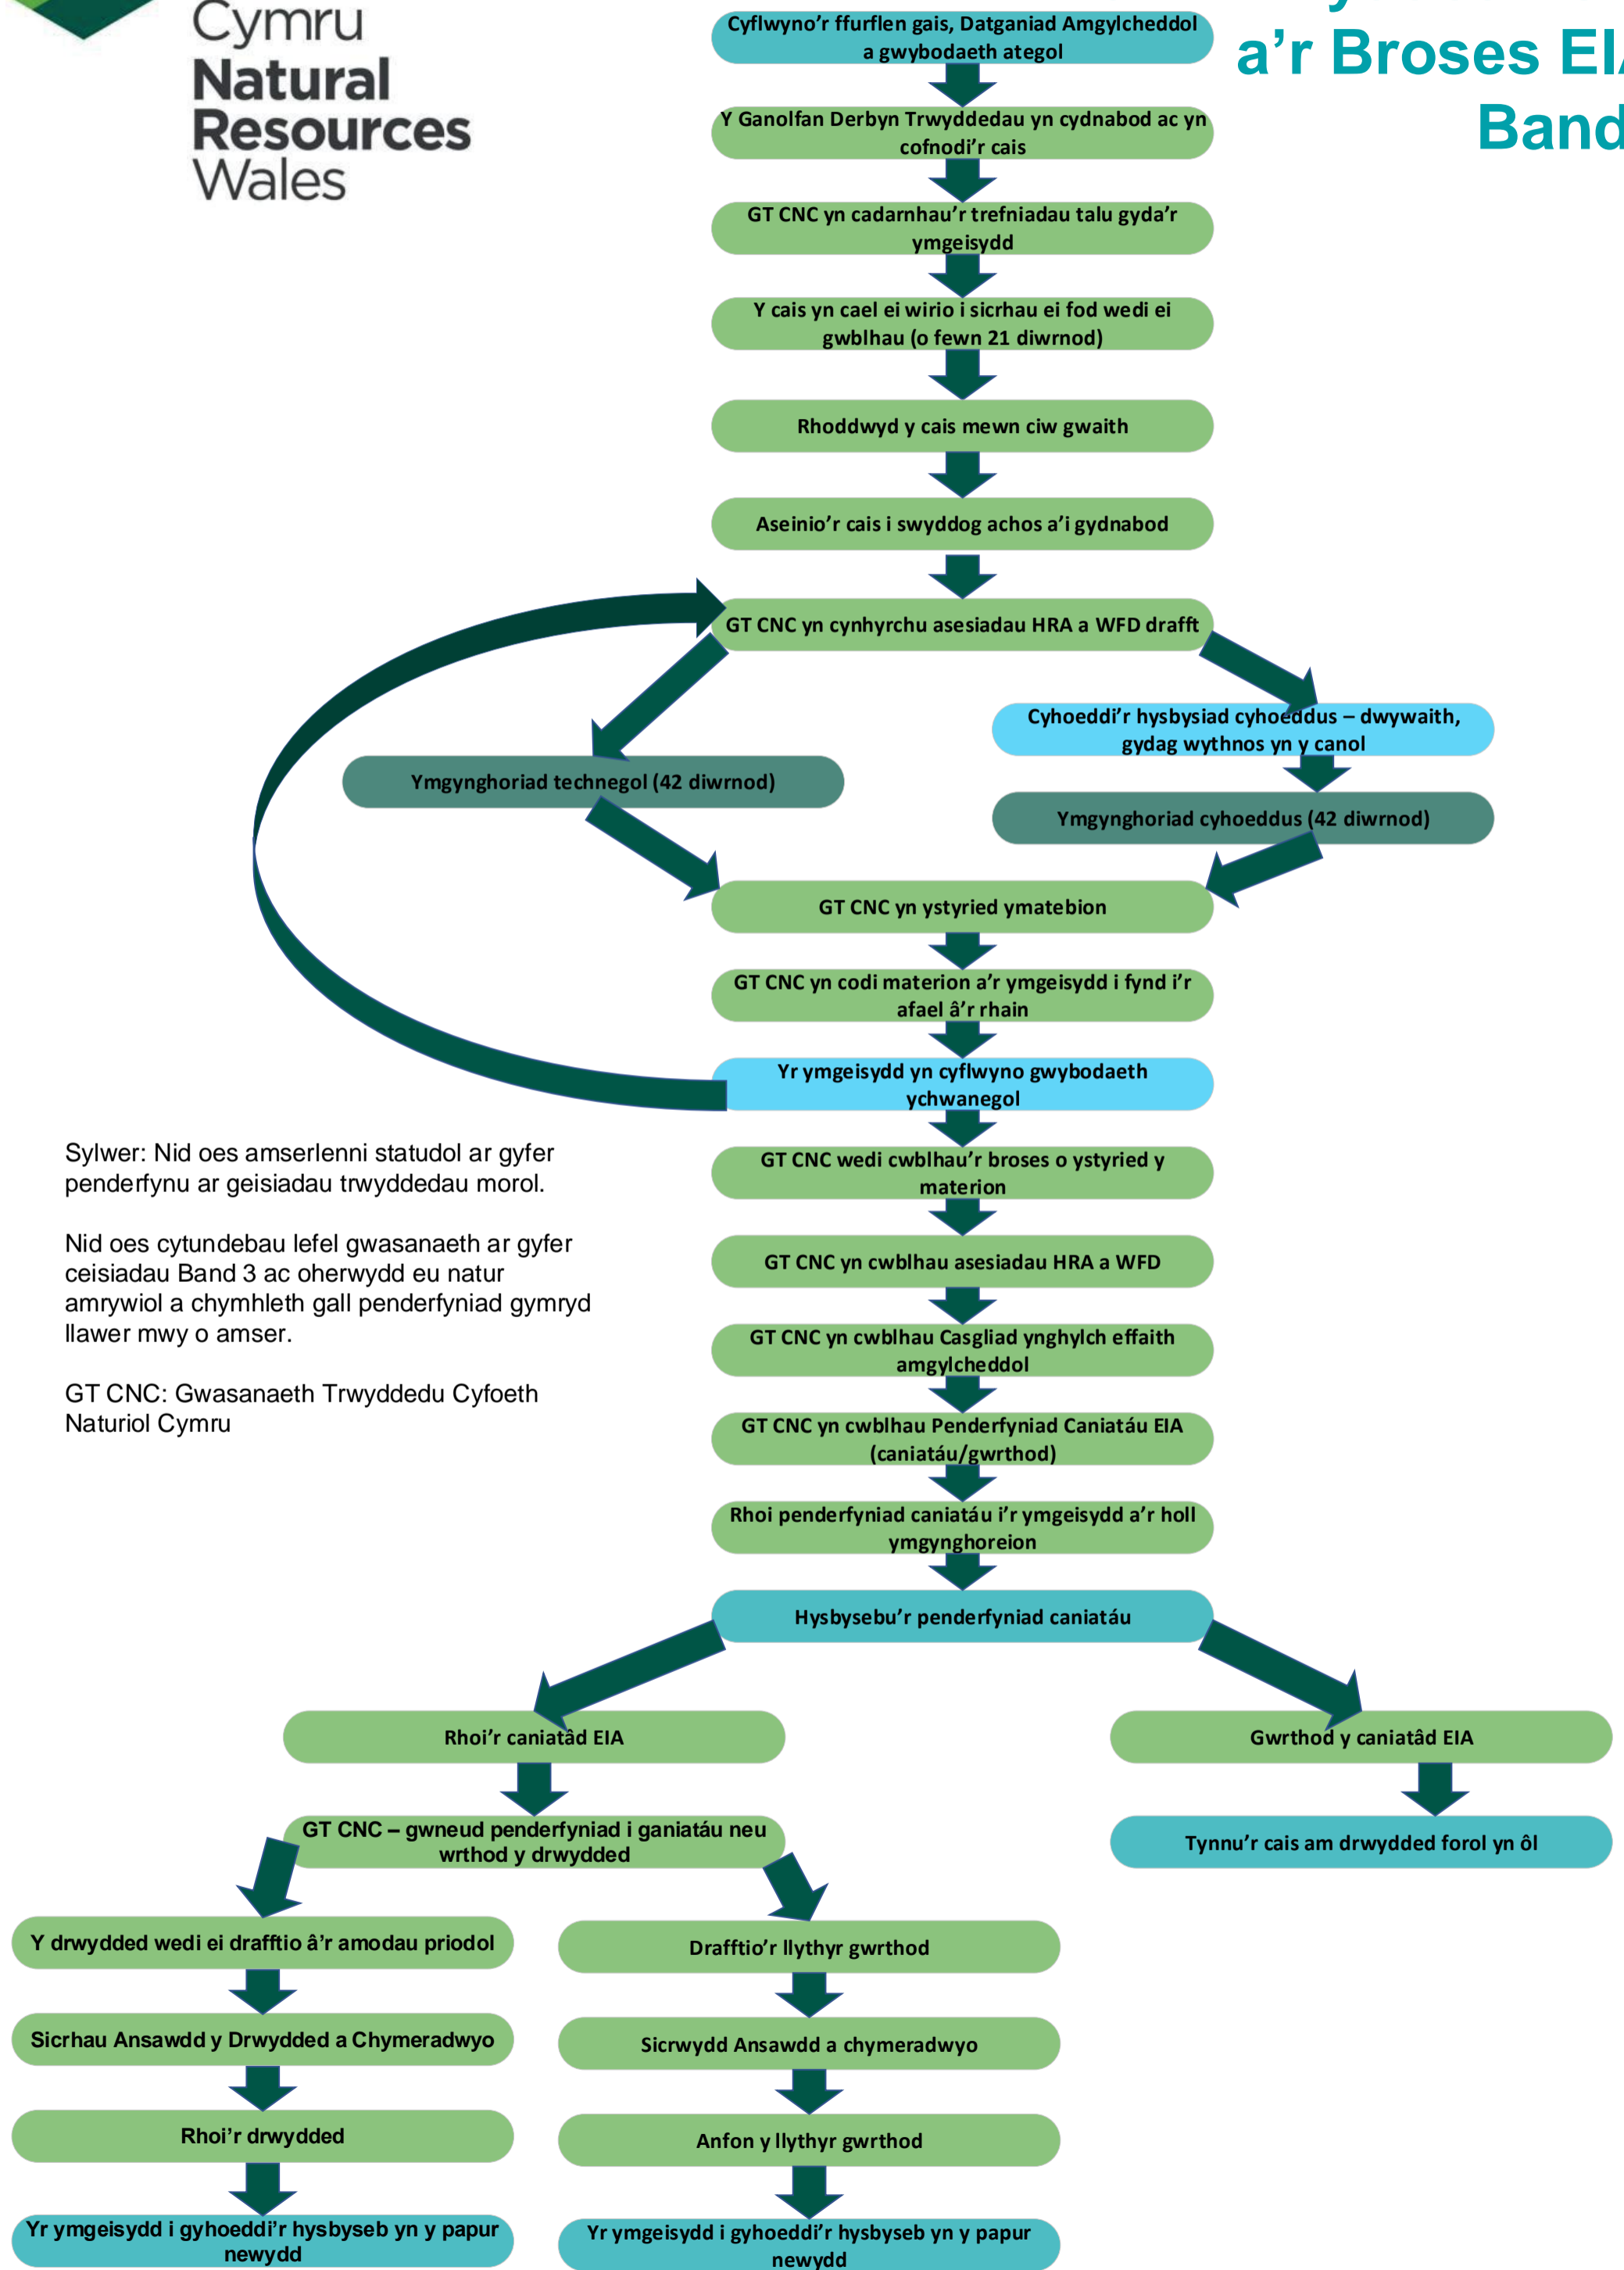 Cymru
Natural
Resources
Wales
a’r Broses EIA
Band
Cyflwyno’r ffurflen gais, Datganiad Amgylcheddol
a gwybodaeth ategol
Y Ganolfan Derbyn Trwyddedau yn cydnabod ac yn
cofnodi’r cais
GT CNC yn cadarnhau’r trefniadau talu gyda’r
ymgeisydd
Y cais yn cael ei wirio i sicrhau ei fod wedi ei
gwblhau (o fewn 21 diwrnod)
Rhoddwyd y cais mewn ciw gwaith
Aseinio’r cais i swyddog achos a’i gydnabod
GT CNC yn cynhyrchu asesiadau HRA a WFD drafft
Cyhoeddi’r hysbysiad cyhoeddus – dwywaith,
gydag wythnos yn y canol
Ymgynghoriad technegol (42 diwrnod)
Ymgynghoriad cyhoeddus (42 diwrnod)
GT CNC yn ystyried ymatebion
GT CNC yn codi materion a’r ymgeisydd i fynd i’r
afael â’r rhain
Yr ymgeisydd yn cyflwyno gwybodaeth
ychwanegol
GT CNC wedi cwblhau’r broses o ystyried y
materion
GT CNC yn cwblhau asesiadau HRA a WFD
GT CNC yn cwblhau Casgliad ynghylch effaith
amgylcheddol
GT CNC yn cwblhau Penderfyniad Caniatáu EIA
(caniatáu/gwrthod)
Rhoi penderfyniad caniatáu i’r ymgeisydd a’r holl
ymgynghoreion
Hysbysebu’r penderfyniad caniatáu
Sylwer: Nid oes amserlenni statudol ar gyfer
penderfynu ar geisiadau trwyddedau morol.
Nid oes cytundebau lefel gwasanaeth ar gyfer
ceisiadau Band 3 ac oherwydd eu natur
amrywiol a chymhleth gall penderfyniad gymryd
llawer mwy o amser.
GT CNC: Gwasanaeth Trwyddedu Cyfoeth
Naturiol Cymru
Rhoi’r caniatâd EIA
Gwrthod y caniatâd EIA
GT CNC – gwneud penderfyniad i ganiatáu neu
wrthod y drwydded
Tynnu’r cais am drwydded forol yn ôl
Y drwydded wedi ei drafftio â’r amodau priodol
Drafftio’r llythyr gwrthod
Sicrhau Ansawdd y Drwydded a Chymeradwyo
Sicrwydd Ansawdd a chymeradwyo
Rhoi’r drwydded
Anfon y llythyr gwrthod
Yr ymgeisydd i gyhoeddi’r hysbyseb yn y papur
newydd
Yr ymgeisydd i gyhoeddi’r hysbyseb yn y papur
newydd